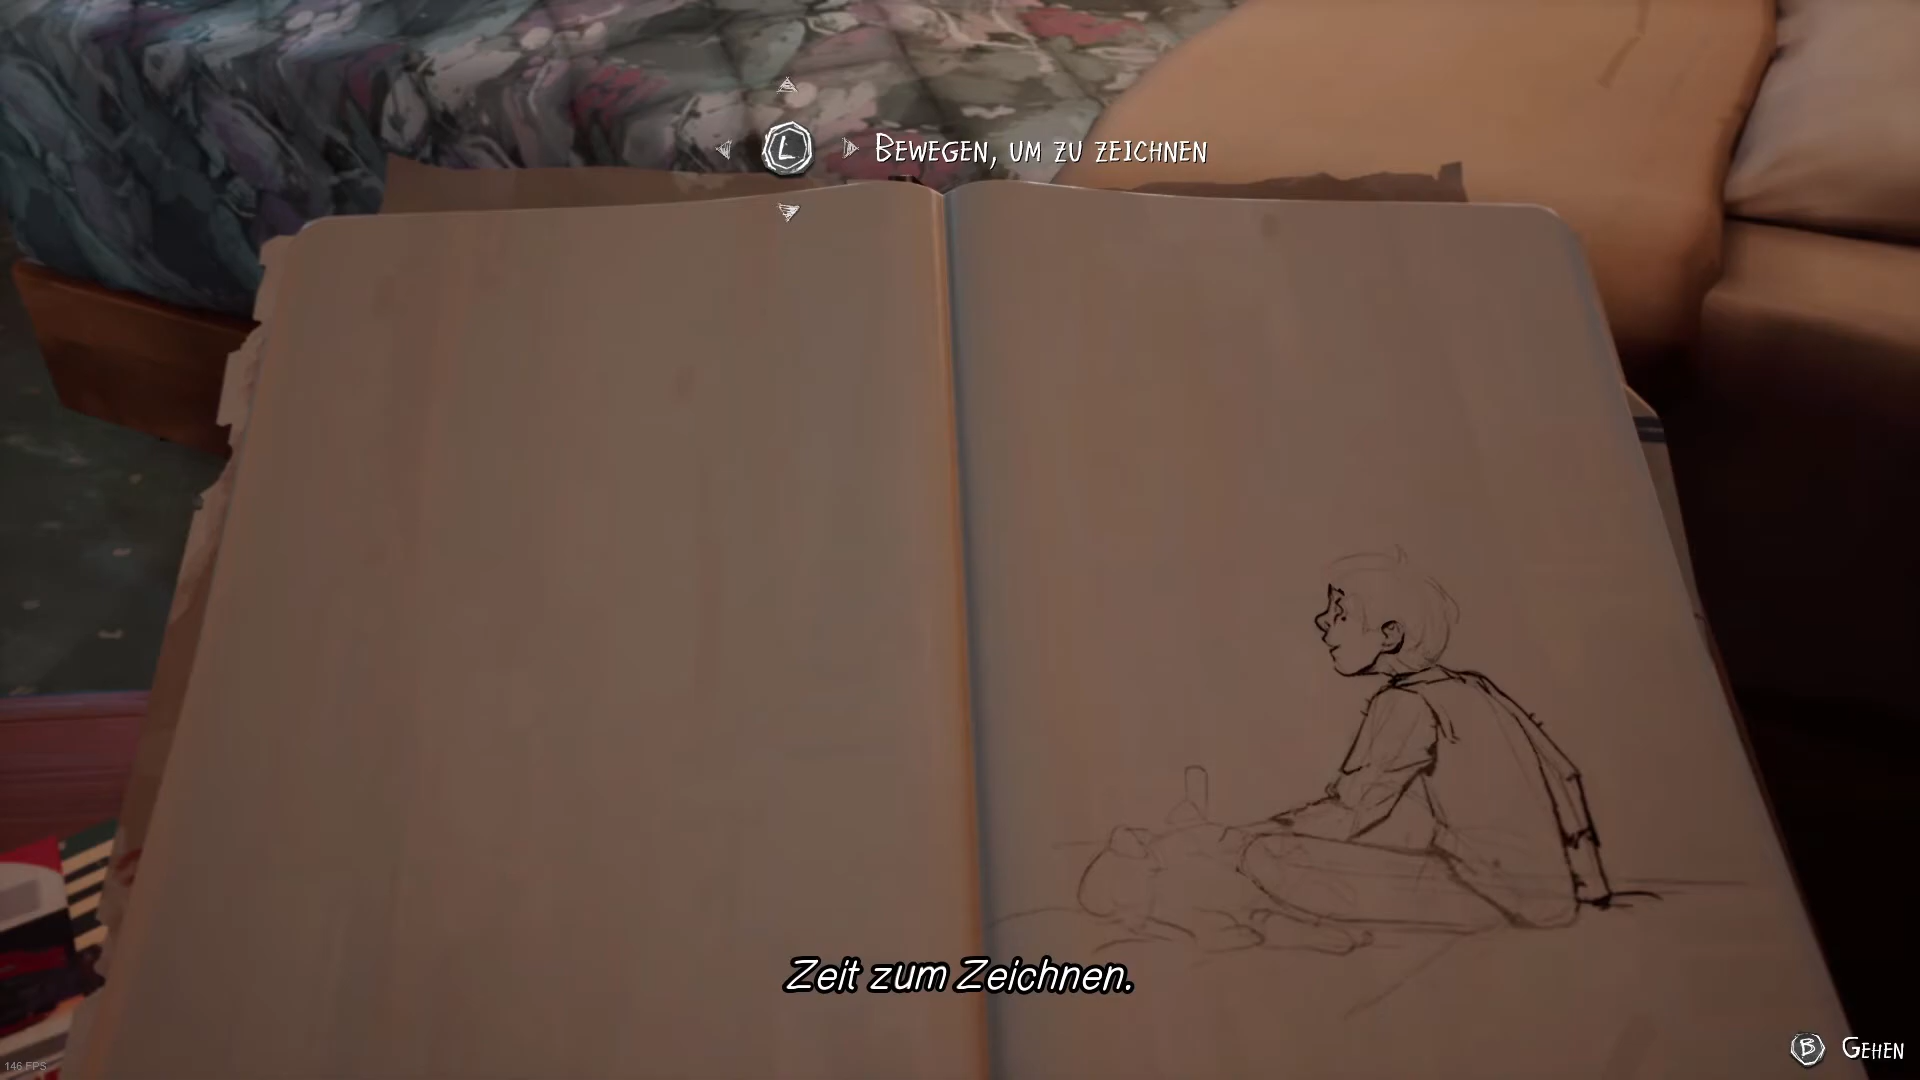 L
BEWEGEN, UM ZU ZEICHNEN
Zeit zum Zeichnen.
B GEHEN
146 FPS